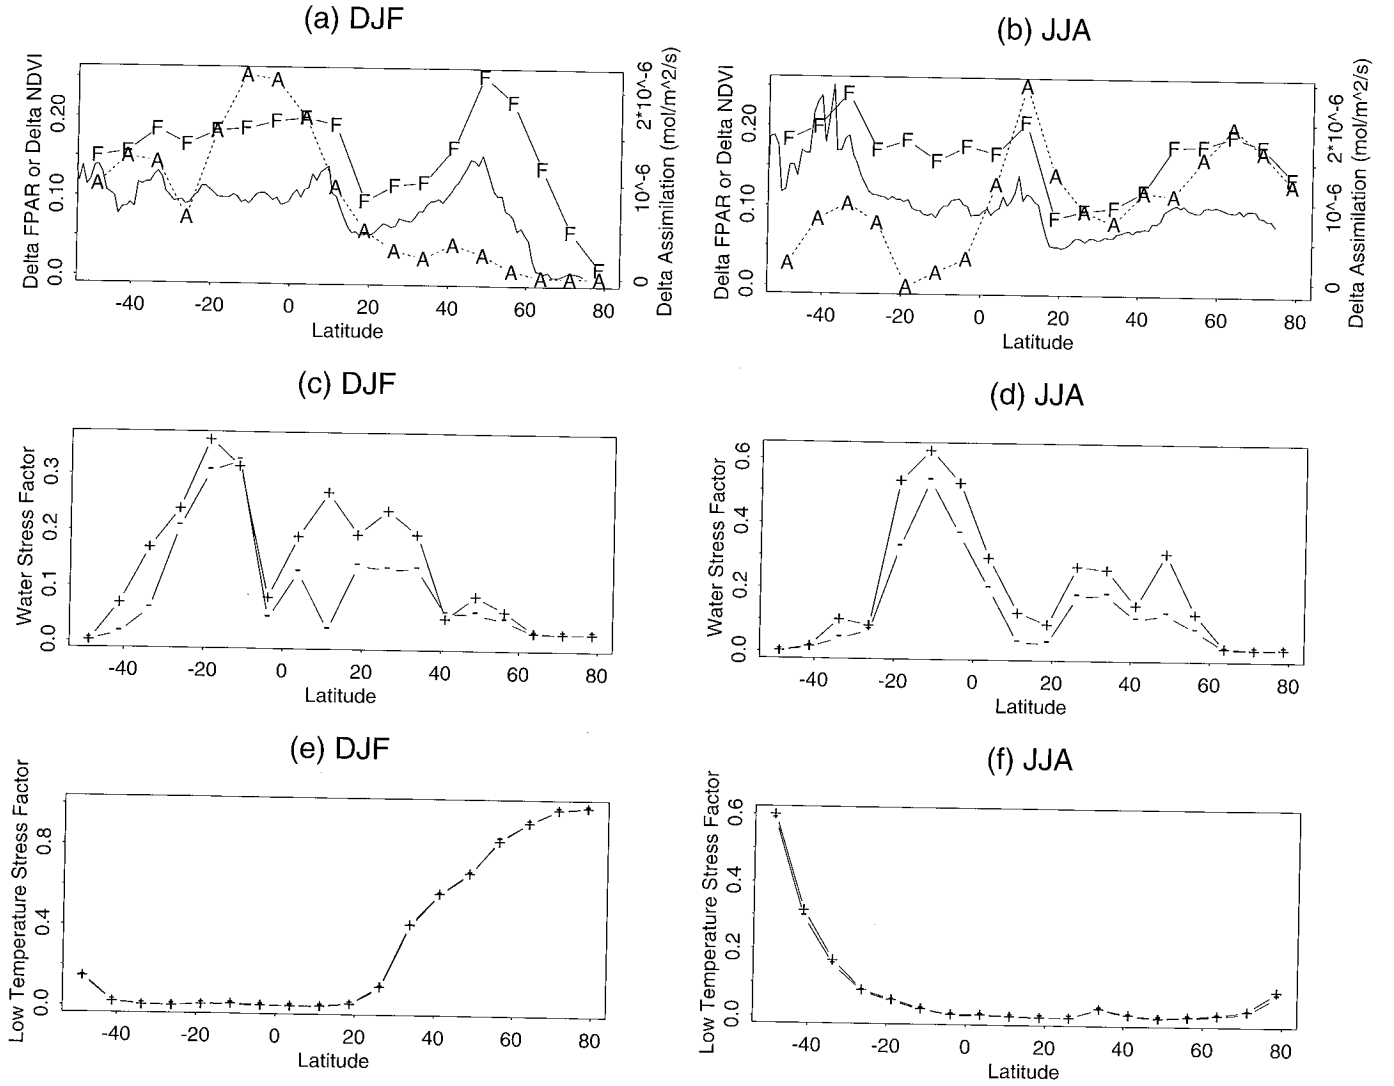 (a) DJF
Delta FPAR or Delta NDVI
0.0 0.10 0.20
0 10^-6 2*10^-6
Delta Assimilation (mol/m^2/s)
-40 -20 0 20 40 60 80
Latitude
(b) JJA
Delta FPAR or Delta NDVI
0.0 0.10 0.20
0 10^-6 2*10^-6
Delta Assimilation (mol/m^2/s)
-40 -20 0 20 40 60 80
Latitude
(c) DJF
Water Stress Factor
0.0 0.1 0.2 0.3
-40 -20 0 20 40 60 80
Latitude
(d) JJA
Water Stress Factor
0.0 0.2 0.4 0.6
-40 -20 0 20 40 60 80
Latitude
(e) DJF
Low Temperature Stress Factor
0.0 0.4 0.8
-40 -20 0 20 40 60 80
Latitude
(f) JJA
Low Temperature Stress Factor
0.0 0.2 0.4 0.6
-40 -20 0 20 40 60 80
Latitude